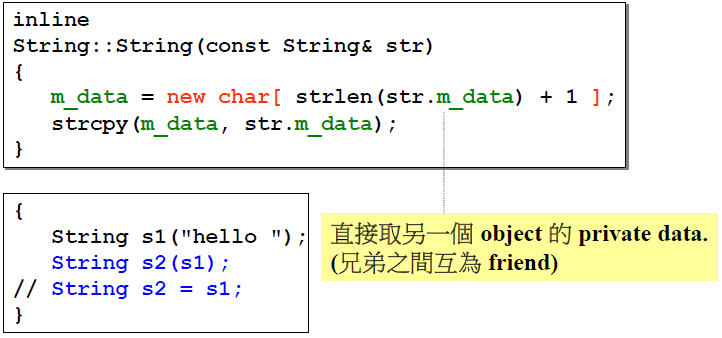 inline
String::String(const String& str)
{
   m_data = new char[ strlen(str.m_data) + 1 ];
   strcpy(m_data, str.m_data);
}
{
   String s1("hello ");
   String s2(s1);
// String s2 = s1;
}
直接取另一個 object 的 private data.
(兄弟之間互為 friend)